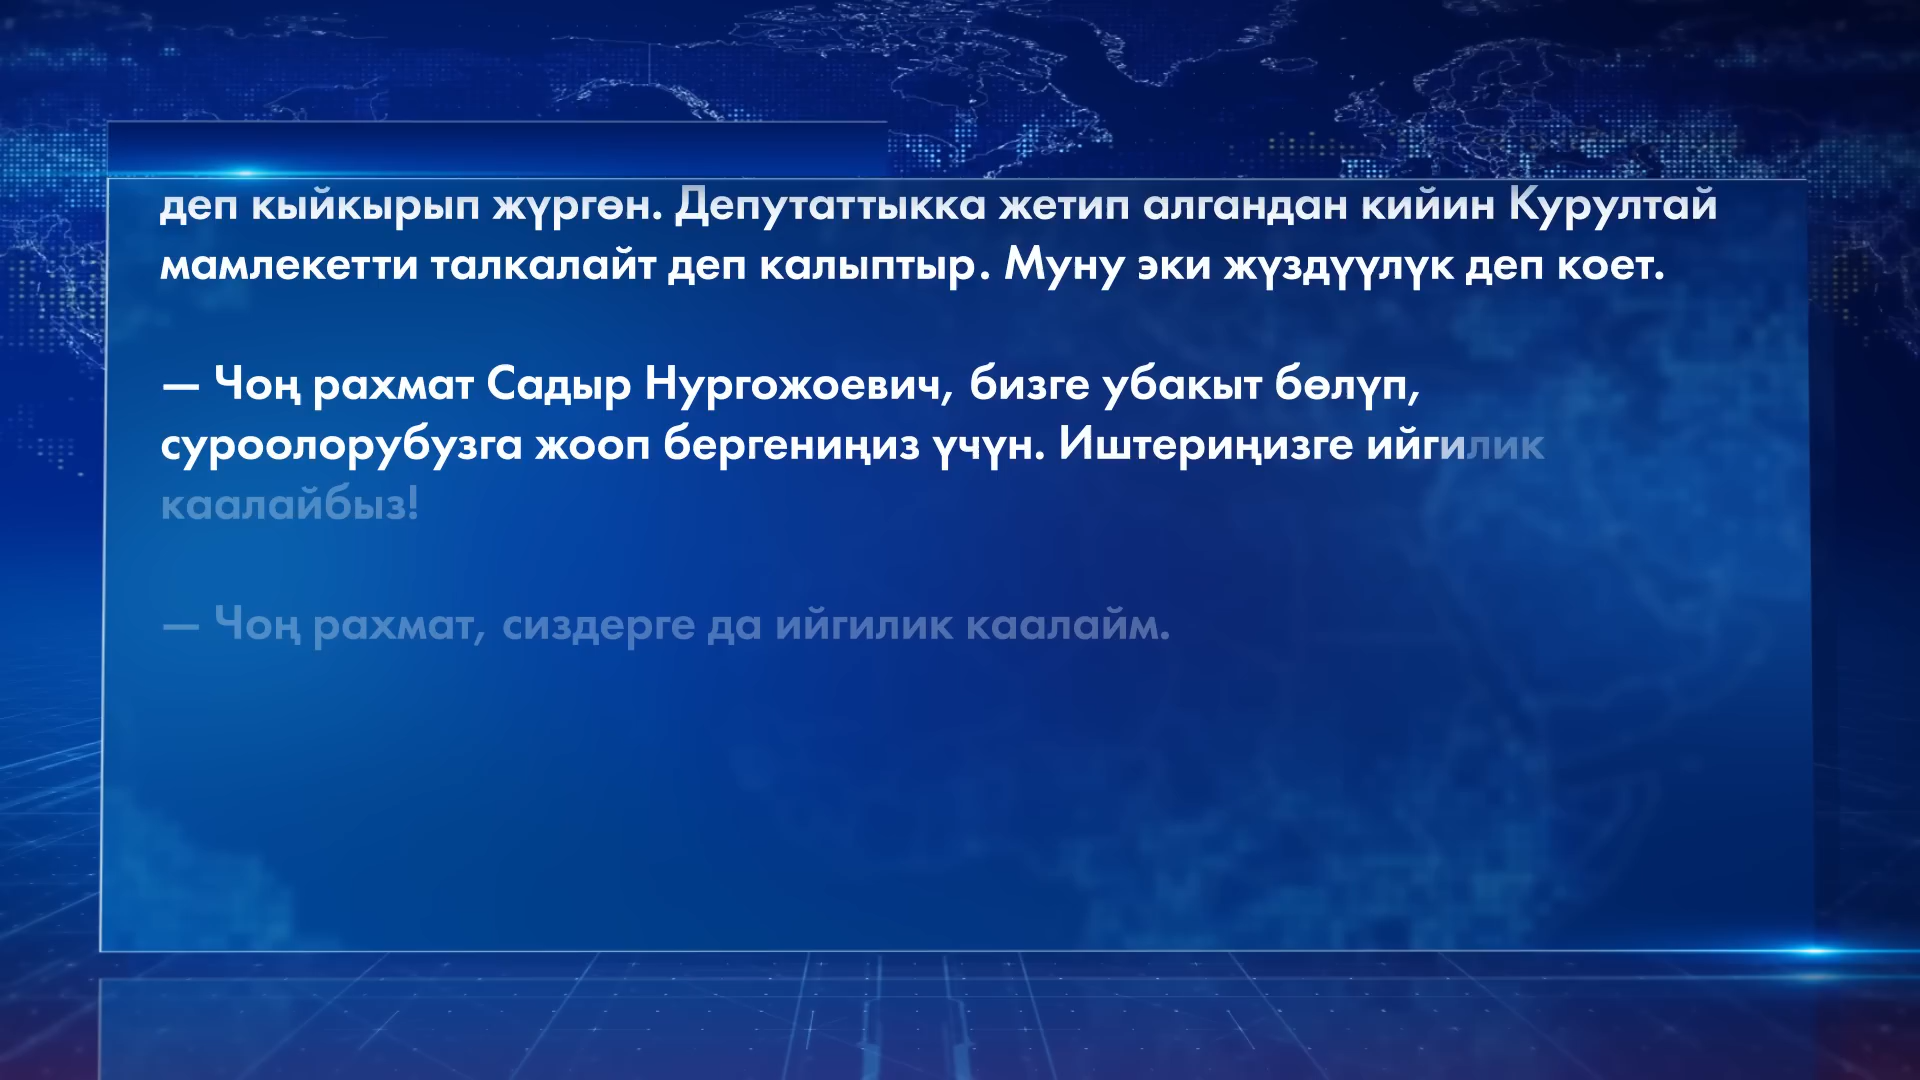 деп кыйкырып жүргөн. Депутаттыкка жетип алгандан кийин Курултай
мамлекетти талкалайт деп калыптыр. Муну эки жүздүүлүк деп коет.
— Чоң рахмат Садыр Нургожоевич, бизге убакыт бөлүп,
суроолорубузга жооп бергениңиз үчүн. Иштериңизге ийгилик
каалайбыз!
— Чоң рахмат, сиздерге да ийгилик каалайм.